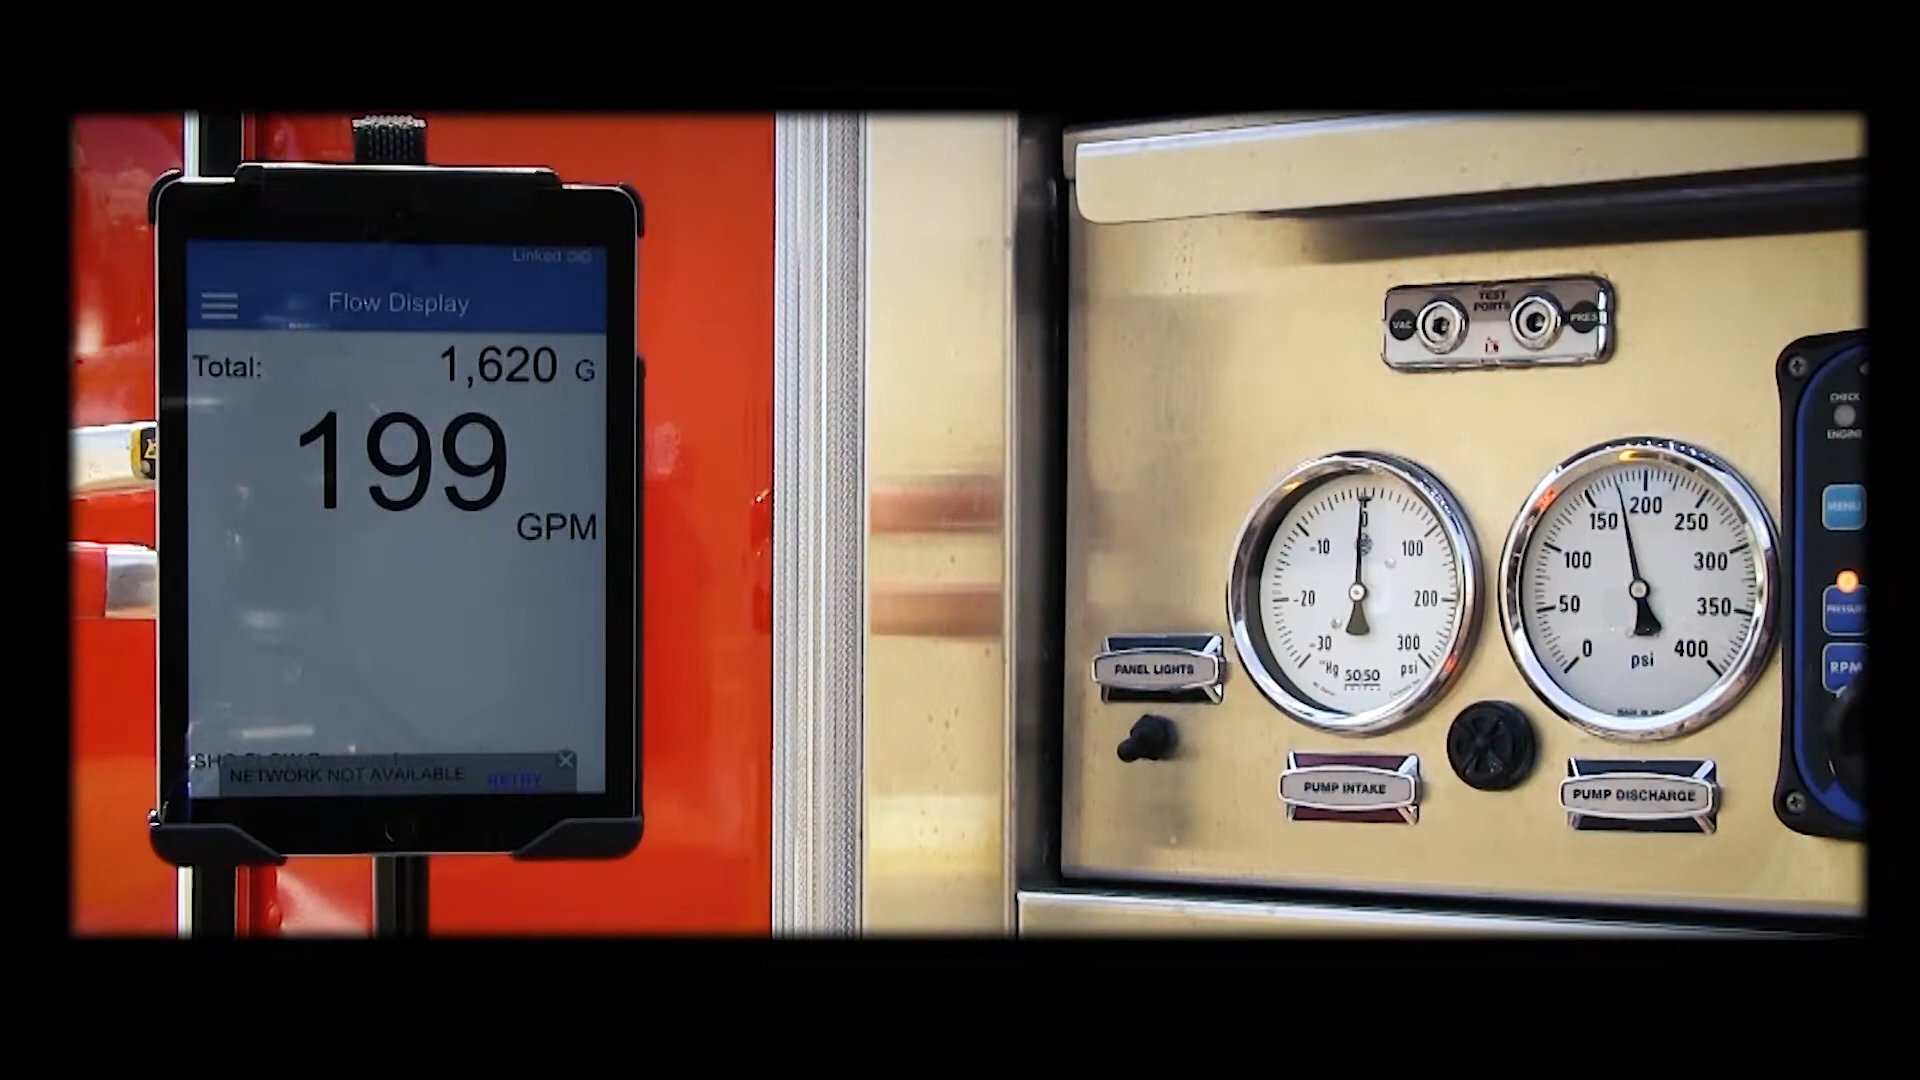 Linked
Flow Display
Total: 1,620 G
199
GPM
NETWORK NOT AVAILABLE RETRY
TEST
PORTS
VAC
PRES
CHECK
ENGINE
MENU
PRESSURE
RPM
PANEL LIGHTS
0
-10 100
-20 200
-30 300
"Hg 50:50 psi
PUMP INTAKE
150 200 250
100 300
50 350
0 400
psi
PUMP DISCHARGE